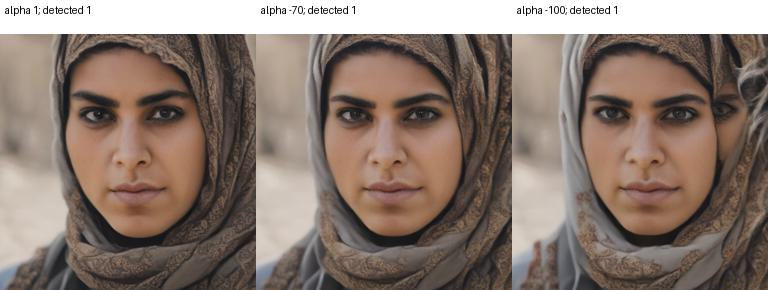 alpha 1; detected 1
alpha -70; detected 1
alpha -100; detected 1